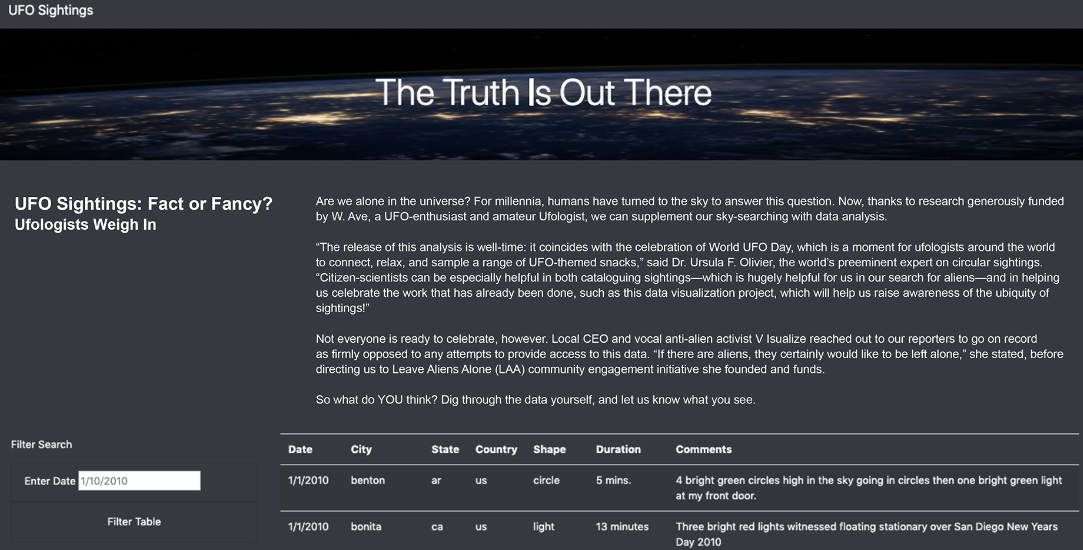 UFO Sightings
The Truth Is Out There
UFO Sightings: Fact or Fancy?
Ufologists Weigh In
Are we alone in the universe? For millennia, humans have turned to the sky to answer this question. Now, thanks to research generously funded
by W. Ave, a UFO-enthusiast and amateur Ufologist, we can supplement our sky-searching with data analysis.
“The release of this analysis is well-time: it coincides with the celebration of World UFO Day, which is a moment for ufologists around the world
to connect, relax, and sample a range of UFO-themed snacks,” said Dr. Ursula F. Olivier, the world’s preeminent expert on circular sightings.
“Citizen-scientists can be especially helpful in both cataloguing sightings—which is hugely helpful for us in our search for aliens—and in helping
us celebrate the work that has already been done, such as this data visualization project, which will help us raise awareness of the ubiquity of
sightings!”
Not everyone is ready to celebrate, however. Local CEO and vocal anti-alien activist V Isualize reached out to our reporters to go on record
as firmly opposed to any attempts to provide access to this data. “If there are aliens, they certainly would like to be left alone,” she stated, before
directing us to Leave Aliens Alone (LAA) community engagement initiative she founded and funds.
So what do YOU think? Dig through the data yourself, and let us know what you see.
Filter Search
Enter Date 1/10/2010
Filter Table
Date City State Country Shape Duration Comments
1/1/2010 benton ar us circle 5 mins. 4 bright green circles high in the sky going in circles then one bright green light
at my front door.
1/1/2010 bonita ca us light 13 minutes Three bright red lights witnessed floating stationary over San Diego New Years
Day 2010